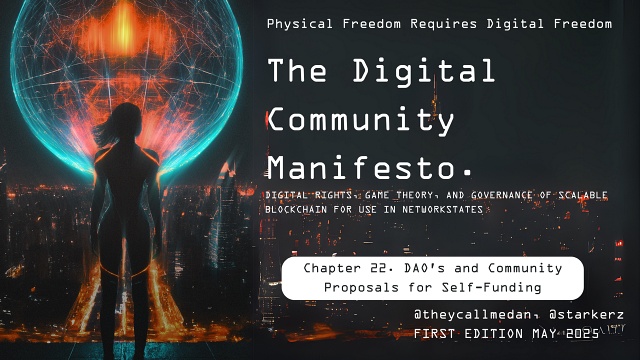 Physical Freedom Requires Digital Freedom
The Digital
Community
Manifesto.
DIGITAL RIGHTS, GAME THEORY, AND GOVERNANCE OF SCALABLE
BLOCKCHAIN FOR USE IN NETWORKSTATES
Chapter 22. DAO's and Community
Proposals for Self-Funding
@theycallmedan, @starkerz
FIRST EDITION MAY 2025